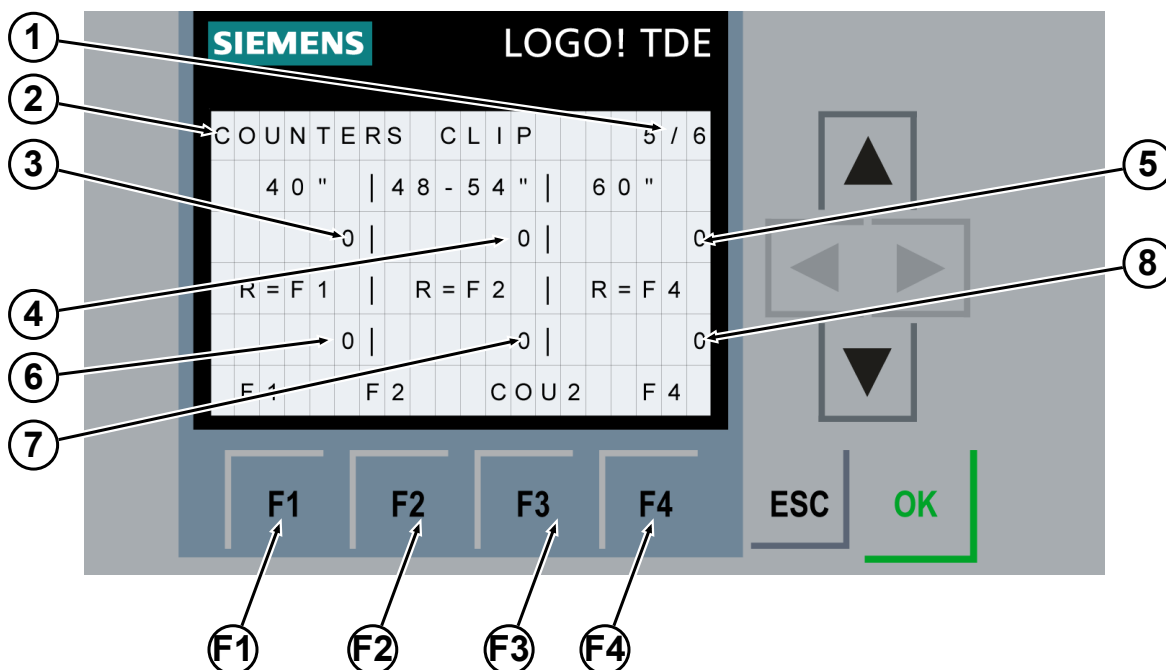 SIEMENS LOGO! TDE
COUNTERS CLIP 5/6
40" |48-54"| 60"
0| 0| 0
R=F1 | R=F2 | R=F4
0| 0| 0
F1 F2 COU2 F4
F1 F2 F3 F4 ESC OK
1
2
3
4
6
7
5
8
F1 F2 F3 F4